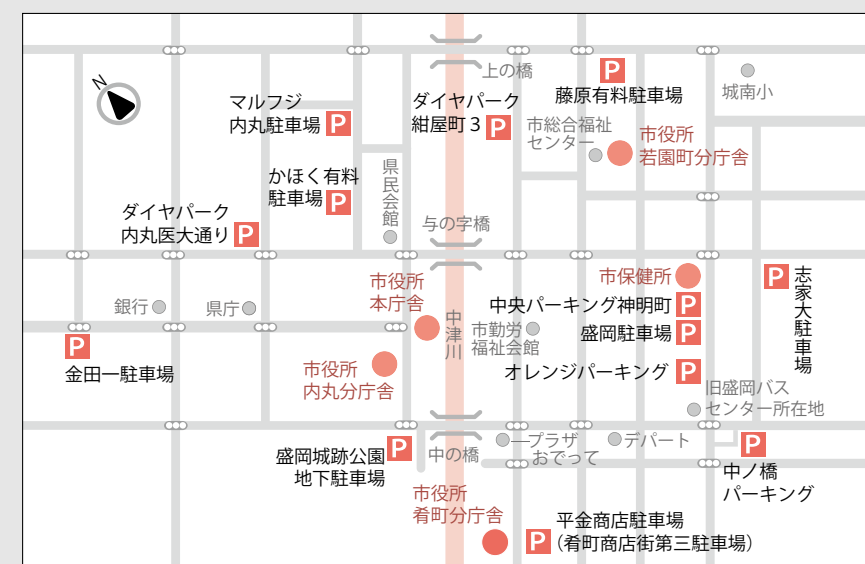 N
上の橋
P
藤原有料駐車場
城南小
マルフジ
内丸駐車場 P
ダイヤパーク
紺屋町3 P
市総合福祉
センター
市役所
若園町分庁舎
かほく有料
駐車場 P
県民会館
ダイヤパーク
内丸医大通り P
与の字橋
市役所
本庁舎
市保健所
P 志家大駐車場
銀行
県庁
中津川
中央パーキング神明町 P
市勤労
福祉会館
盛岡駐車場 P
P
金田一駐車場
市役所
内丸分庁舎
オレンジパーキング P
旧盛岡バス
センター所在地
盛岡城跡公園 P
地下駐車場
中の橋
プラザ
おでって
デパート
P
中ノ橋
パーキング
市役所
肴町分庁舎
P 平金商店駐車場
(肴町商店街第三駐車場)